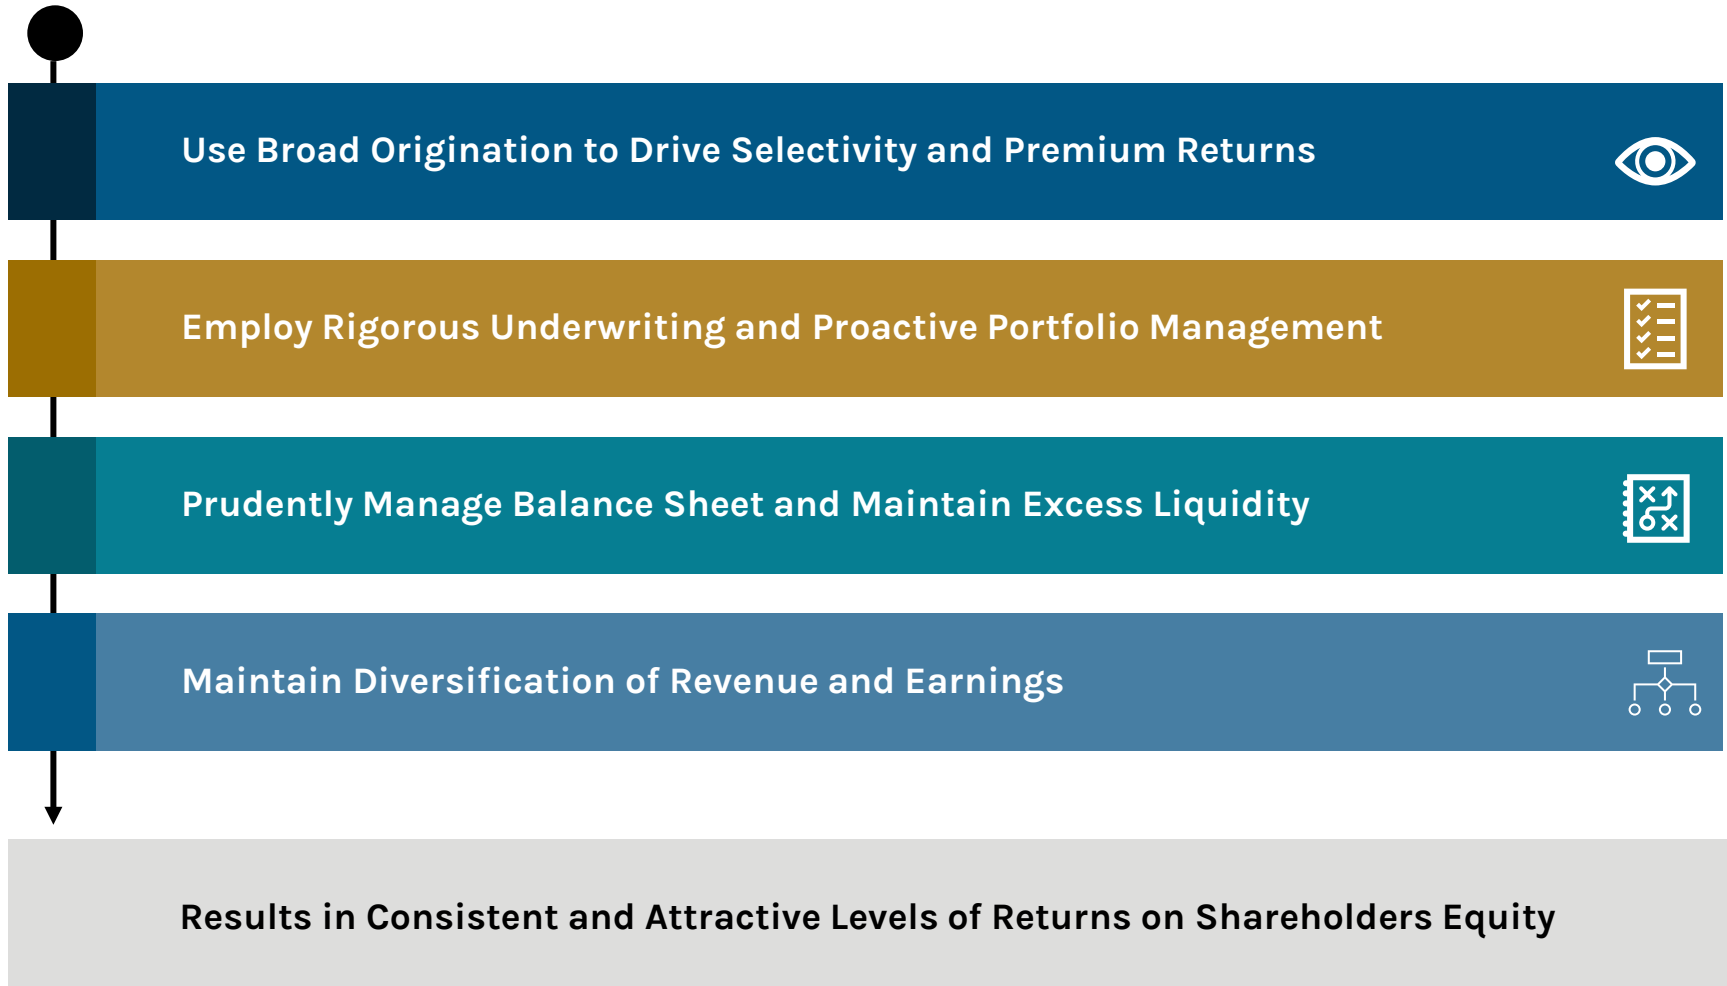 Use Broad Origination to Drive Selectivity and Premium Returns
Employ Rigorous Underwriting and Proactive Portfolio Management
Prudently Manage Balance Sheet and Maintain Excess Liquidity
Maintain Diversification of Revenue and Earnings
Results in Consistent and Attractive Levels of Returns on Shareholders Equity